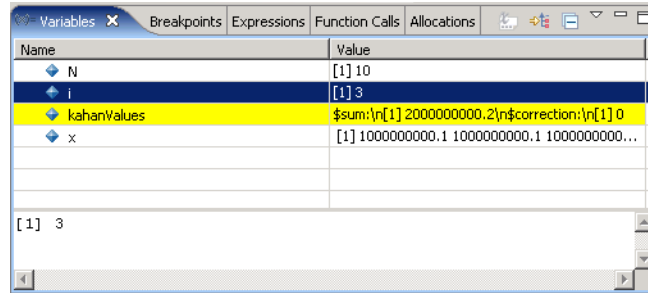 Variables Breakpoints Expressions Function Calls Allocations
Name Value
N [1] 10
i [1] 3
kahanValues $sum:\n[1] 2000000000.2\n$correction:\n[1] 0
x [1] 1000000000.1 1000000000.1 1000000000...
[1] 3